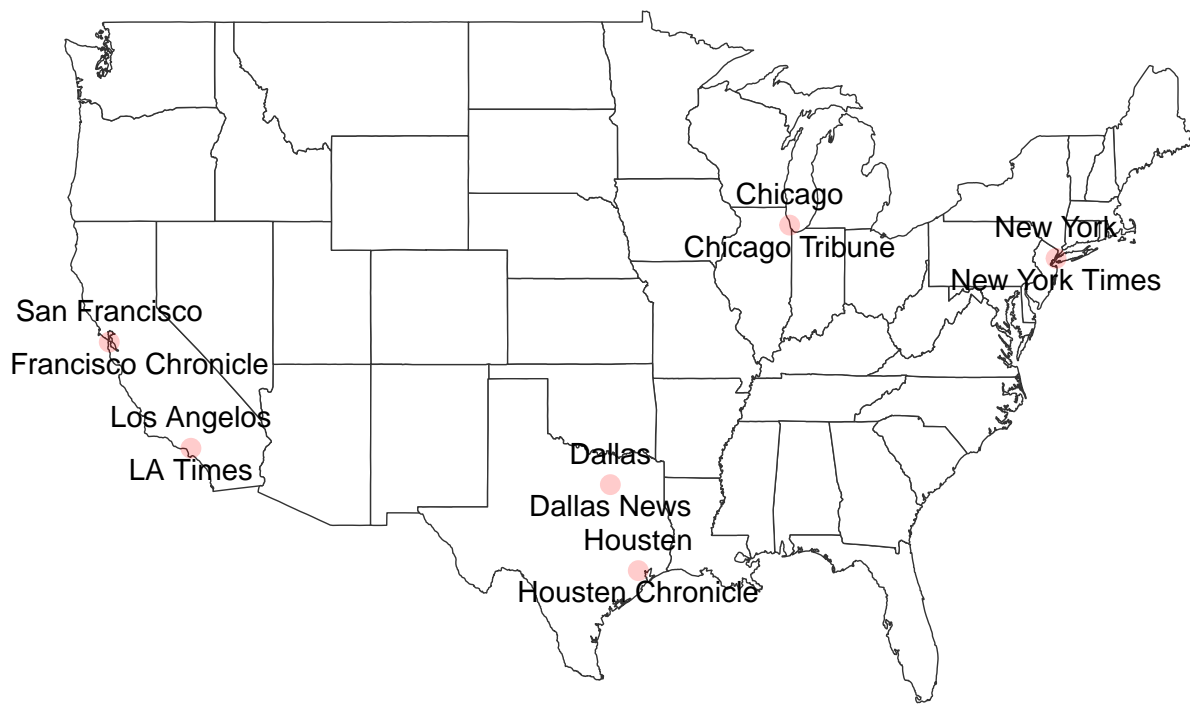 Chicago
Chicago Tribune
New York
New York Times
San Francisco
Francisco Chronicle
Los Angelos
LA Times
Dallas
Dallas News
Housten
Housten Chronicle